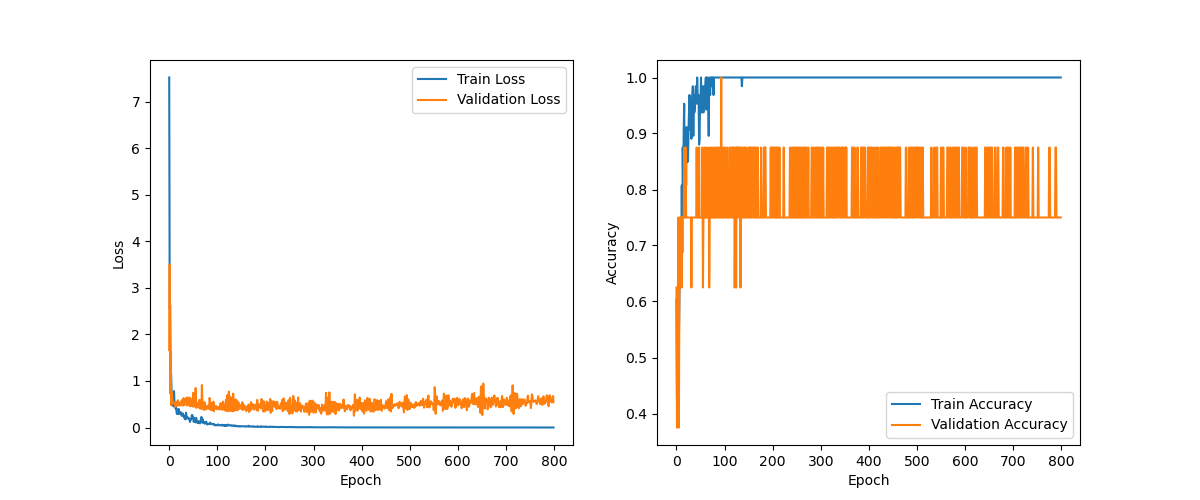 Train Loss
Validation Loss
7
6
5
4
3
2
1
0
Loss
0 100 200 300 400 500 600 700 800
Epoch
1.0
0.9
0.8
0.7
0.6
0.5
0.4
Accuracy
Train Accuracy
Validation Accuracy
0 100 200 300 400 500 600 700 800
Epoch